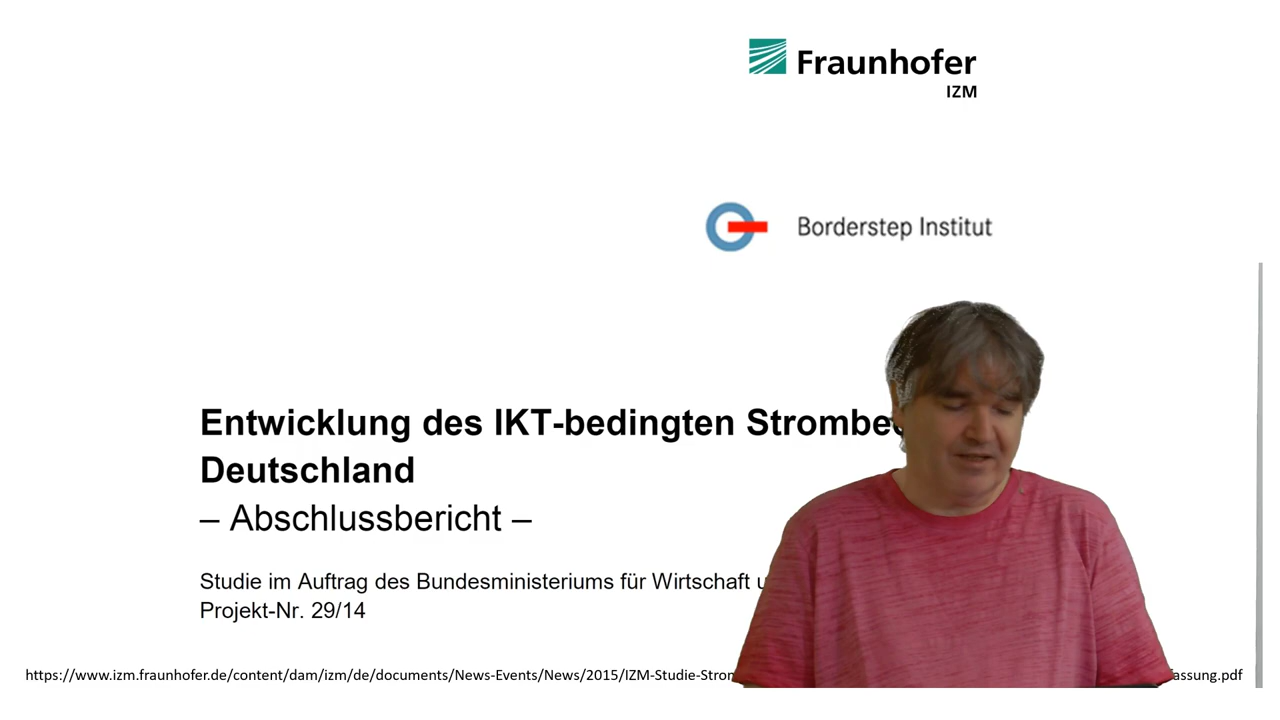 Fraunhofer
IZM
Borderstep Institut
Entwicklung des IKT-bedingten
Deutschland
– Abschlussbericht –
Studie im Auftrag des Bundesministeriums für Wirtschaft
Projekt-Nr. 29/14
https://www.izm.fraunhofer.de/content/dam/izm/de/documents/News-Events/News/2015/IZM-Studie-Strom
assung.pdf